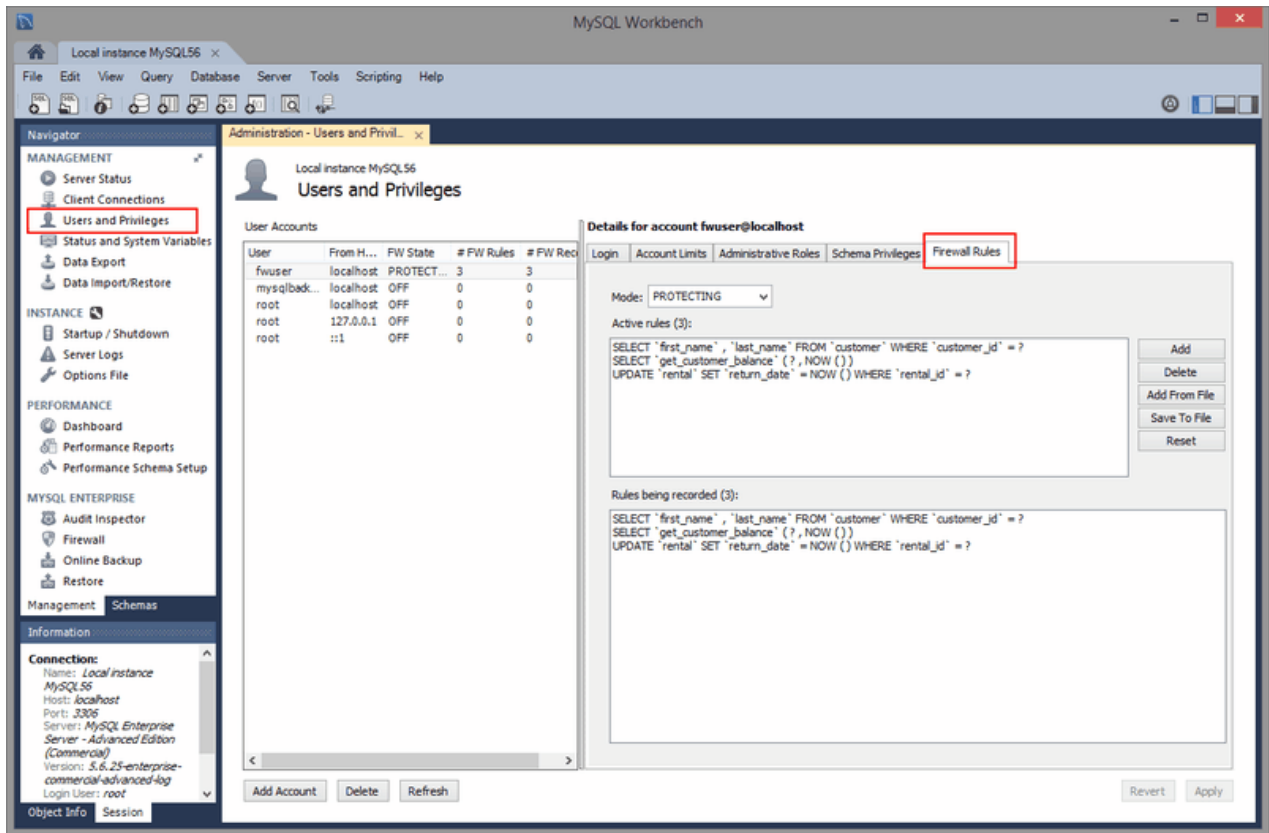 MySQL Workbench
Local instance MySQL56
File Edit View Query Database Server Tools Scripting Help
Navigator
MANAGEMENT
Server Status
Client Connections
Users and Privileges
Status and System Variables
Data Export
Data Import/Restore
INSTANCE
Startup / Shutdown
Server Logs
Options File
PERFORMANCE
Dashboard
Performance Reports
Performance Schema Setup
MYSQL ENTERPRISE
Audit Inspector
Firewall
Online Backup
Restore
Management Schemas
Information
Connection:
Name: Local instance
MySQL56
Host: localhost
Port: 3306
Server: MySQL Enterprise
Server - Advanced Edition
(Commercial)
Version: 5.6.25-enterprise-
commercial-advanced-log
Login User: root
Object Info Session
Administration - Users and Privil...
Local instance MySQL56
Users and Privileges
User Accounts
User From H... FW State # FW Rules # FW Rec
fwuser localhost PROTECT... 3 3
mysqlback... localhost OFF 0 0
root localhost OFF 0 0
root 127.0.0.1 OFF 0 0
root ::1 OFF 0 0
Add Account Delete Refresh
Details for account fwuser@localhost
Login Account Limits Administrative Roles Schema Privileges Firewall Rules
Mode: PROTECTING
Active rules (3):
SELECT `first_name` , `last_name` FROM `customer` WHERE `customer_id` = ?
SELECT `get_customer_balance` ( ? , NOW ( ) )
UPDATE `rental` SET `return_date` = NOW ( ) WHERE `rental_id` = ?
Add
Delete
Add From File
Save To File
Reset
Rules being recorded (3):
SELECT `first_name` , `last_name` FROM `customer` WHERE `customer_id` = ?
SELECT `get_customer_balance` ( ? , NOW ( ) )
UPDATE `rental` SET `return_date` = NOW ( ) WHERE `rental_id` = ?
Revert Apply